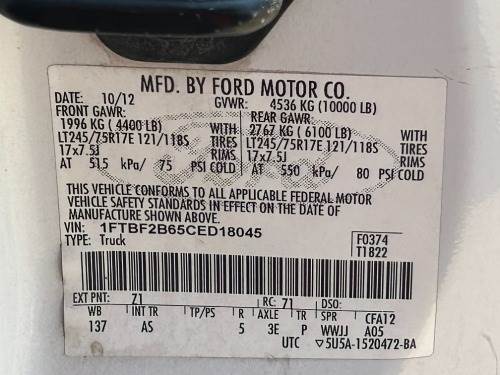 MFD. BY FORD MOTOR CO.
DATE: 10/12 GVWR: 4536 KG (10000 LB)
FRONT GAWR: REAR GAWR:
1996 KG ( 4400 LB) WITH 2767 KG ( 6100 LB) WITH
LT245/75R17E 121/118S TIRES LT245/75R17E 121/118S TIRES
17x7.5J RIMS 17x7.5J RIMS
AT 515 kPa/ 75 PSI COLD AT 550 kPa/ 80 PSI COLD
THIS VEHICLE CONFORMS TO ALL APPLICABLE FEDERAL MOTOR
VEHICLE SAFETY STANDARDS IN EFFECT ON THE DATE OF
MANUFACTURE SHOWN ABOVE.
VIN: 1FTBF2B65CED18045
TYPE: Truck
F0374
T1822
EXT PNT: Z1 RC: 71 DSO:
WB INT TR TP/PS R AXLE TR SPR CFA12
137 AS 5 3E P WWJJ A05
UTC ▽5U5A-1520472-BA